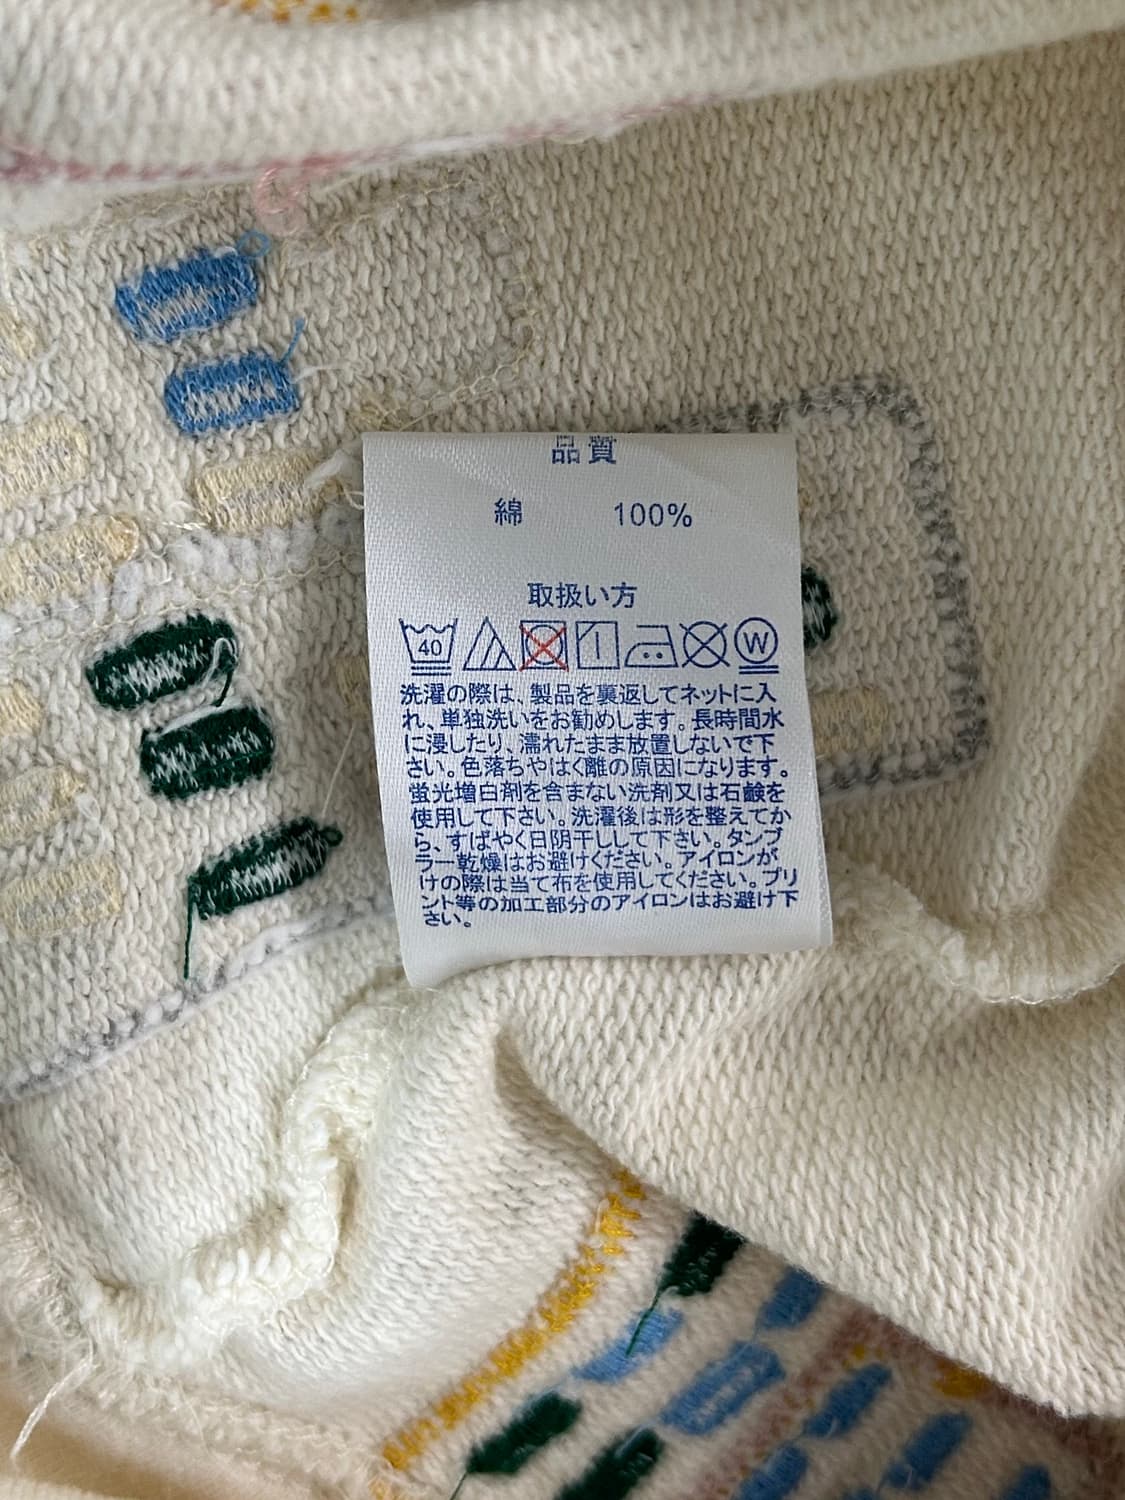 品質
綿 100%
取扱い方
40 W
洗濯の際は、製品を裏返してネットに入
れ、単独洗いをお勧めします。長時間水
に浸したり、濡れたまま放置しないで下
さい。色落ちやはく離の原因になります。
蛍光増白剤を含まない洗剤又は石鹸を
使用して下さい。洗濯後は形を整えてか
ら、すばやく日陰干しして下さい。タンブ
ラー乾燥はお避けください。アイロンが
けの際は当て布を使用してください。プリ
ント等の加工部分のアイロンはお避け下
さい。